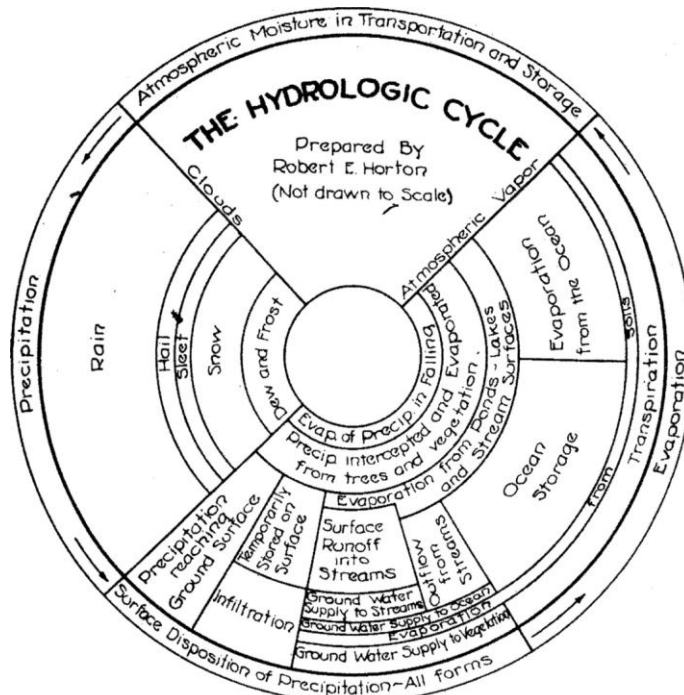 Atmospheric Moisture in Transportation and Storage
THE HYDROLOGIC CYCLE
Prepared By
Robert E. Horton
(Not drawn to Scale)
Clouds
Atmospheric Vapor
Precipitation
Rain
Hail
Sleet
Snow
Dew and Frost
Evap. of Precip. in Falling
Precip. intercepted and Evaporated
from trees and vegetation.
Evaporation from Ponds-Lakes
and Stream Surfaces
Evaporation
from the Ocean
Ocean
Storage
Evaporation
from
soils
Transpiration
Evaporation
Precipitation
reaching
Ground Surface
Temporarily
Stored on
Surface
Infiltration
Surface
Runoff
into
Streams
Outflow
from
Streams
Ground Water
Supply to Streams
Ground Water Supply to Ocean
Ground Water Supply to Vegetation
Surface Disposition of Precipitation-All forms